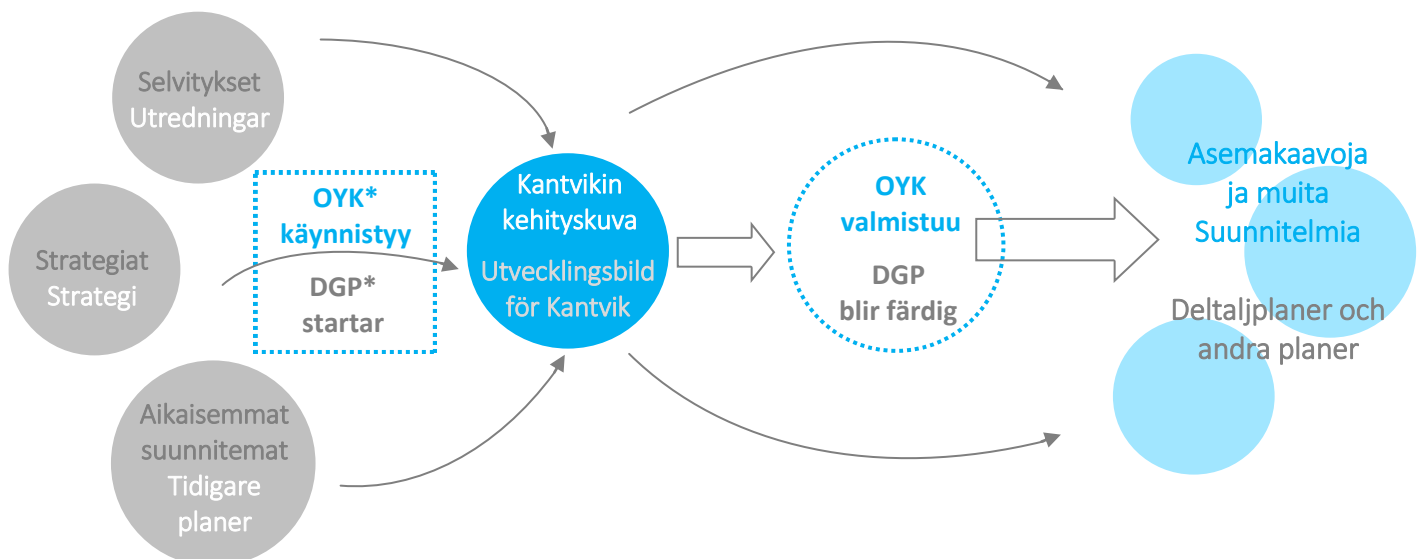 Selvitykset
Utredningar
Strategiat
Strategi
Aikaisemmat
suunnitemat
Tidigare
planer
OYK*
käynnistyy
DGP*
startar
Kantvikin
kehityskuva
Utvecklingsbild
för Kantvik
OYK
valmistuu
DGP
blir färdig
Asemakaavoja
ja muita
Suunnitelmia
Deltaljplaner och
andra planer